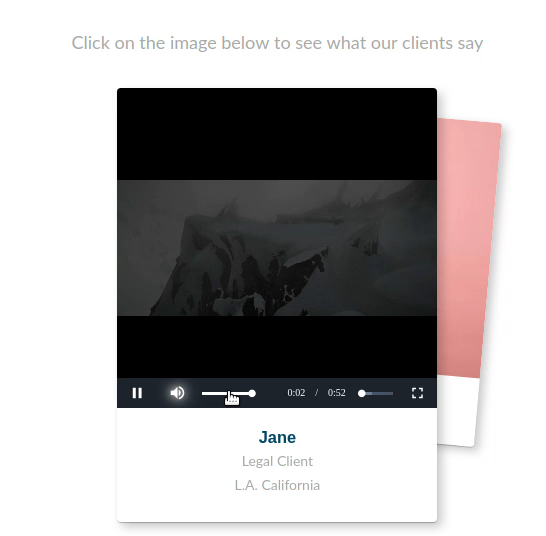 Click on the image below to see what our clients say
0:02 / 0:52
Jane
Legal Client
L.A. California